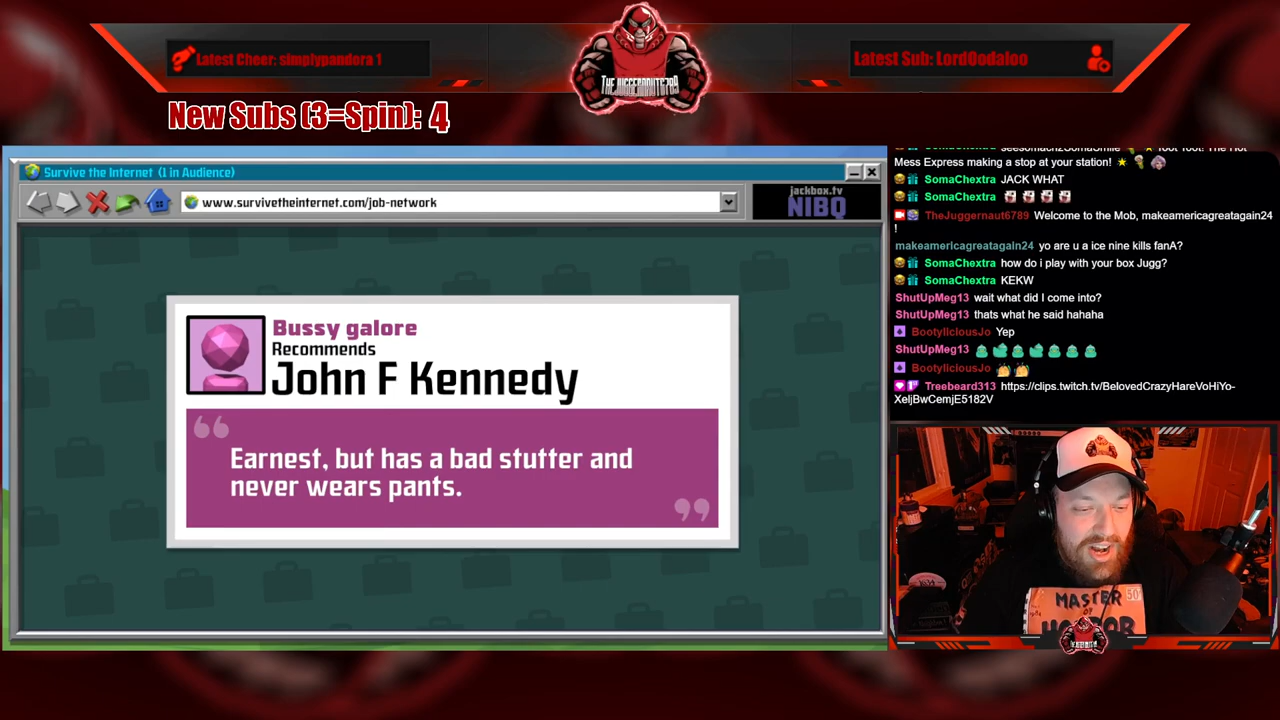 Latest Cheer: simplypandora 1
THEJUGGERNAUT6789
Latest Sub: LordOodaloo
New Subs (3=Spin): 4
Survive the Internet (1 in Audience)
www.survivetheinternet.com/job-network
jackbox.tv
NIBQ
Bussy galore
Recommends
John F Kennedy
Earnest, but has a bad stutter and
never wears pants.
Mess Express making a stop at your station!
SomaChextra JACK WHAT
SomaChextra
TheJuggernaut6789 Welcome to the Mob, makeamericagreatagain24
!
makeamericagreatagain24 yo are u a ice nine kills fanA?
SomaChextra how do i play with your box Jugg?
SomaChextra KEKW
ShutUpMeg13 wait what did I come into?
ShutUpMeg13 thats what he said hahaha
BootyliciousJo Yep
ShutUpMeg13
BootyliciousJo
Treebeard313 https://clips.twitch.tv/BelovedCrazyHareVoHiYo-
XeljBwCemjE5182V
MASTER
OF
HORROR